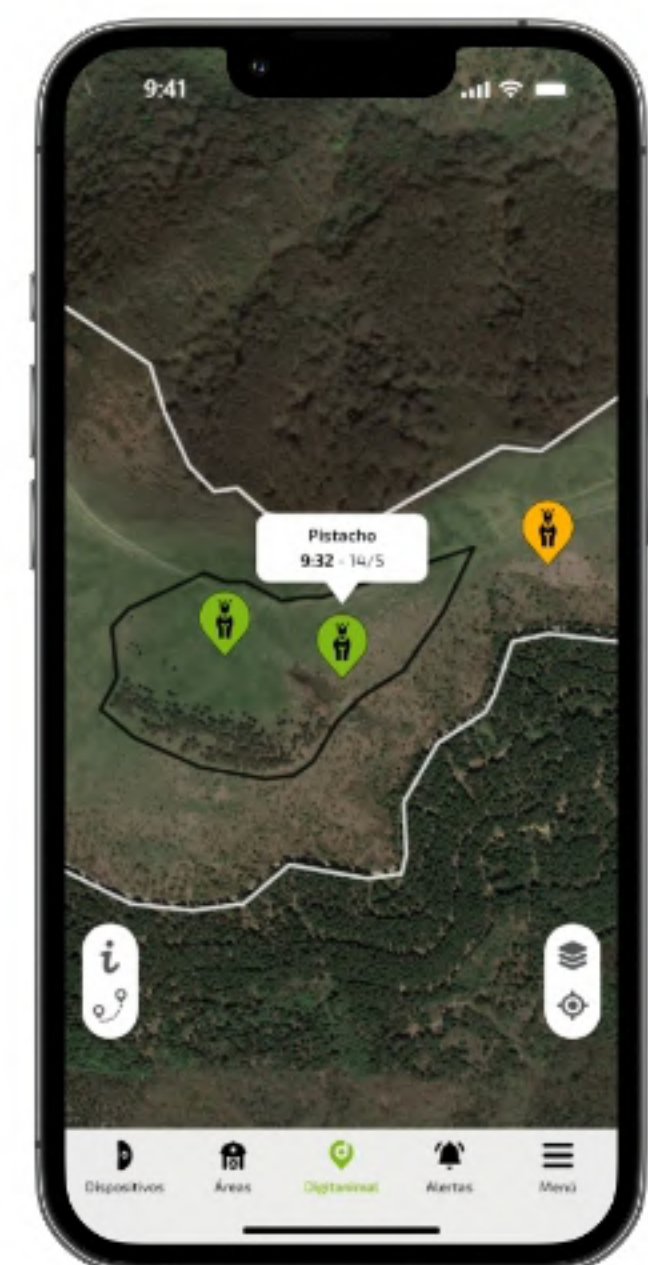 9:41
Pistacho
9:32 - 14/5
Dispositivos
Áreas
Digitanimal
Alertas
Menú